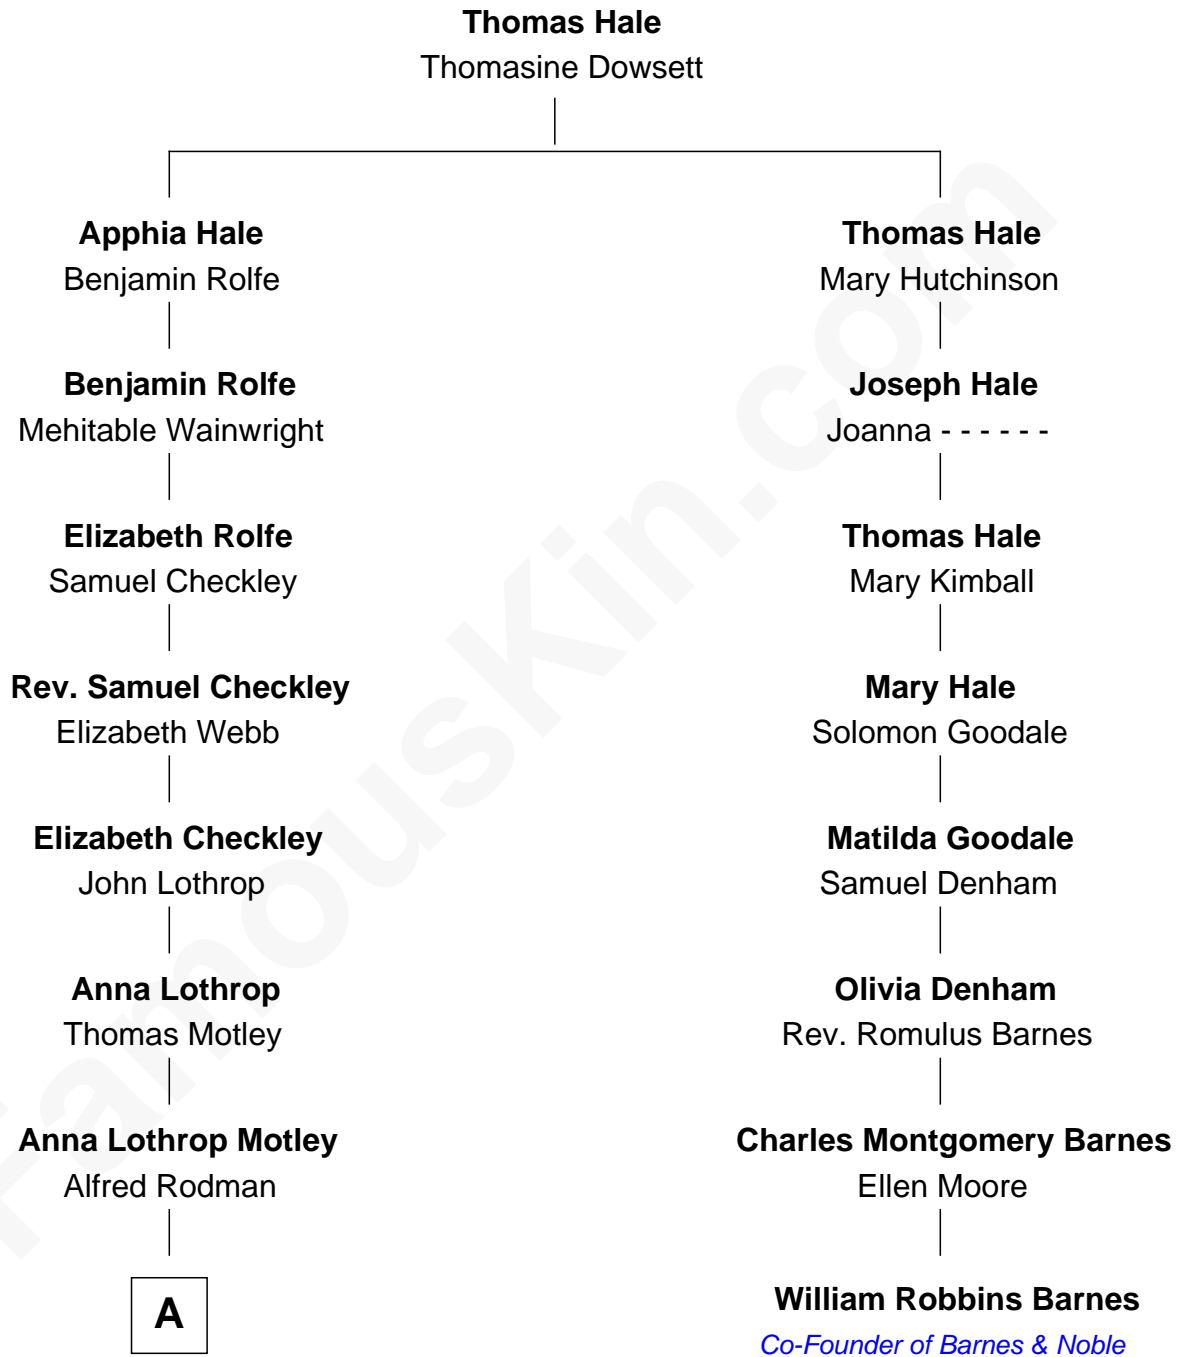 Thomas Hale
Thomasine Dowsett
Apphia Hale
Benjamin Rolfe
Benjamin Rolfe
Mehitable Wainwright
Elizabeth Rolfe
Samuel Checkley
Rev. Samuel Checkley
Elizabeth Webb
Elizabeth Checkley
John Lothrop
Anna Lothrop
Thomas Motley
Anna Lothrop Motley
Alfred Rodman
A
Thomas Hale
Mary Hutchinson
Joseph Hale
Joanna - - - - - -
Thomas Hale
Mary Kimball
Mary Hale
Solomon Goodale
Matilda Goodale
Samuel Denham
Olivia Denham
Rev. Romulus Barnes
Charles Montgomery Barnes
Ellen Moore
William Robbins Barnes
Co-Founder of Barnes & Noble
FamousKin.com